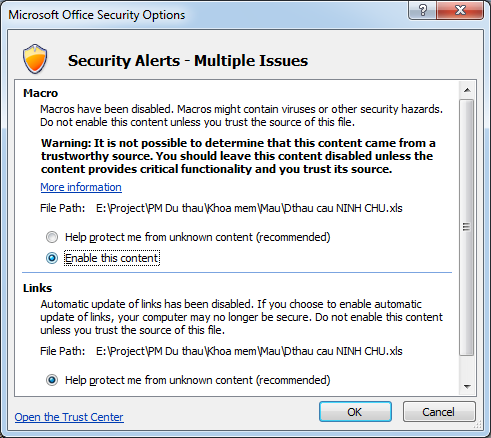 Microsoft Office Security Options
Security Alerts - Multiple Issues
Macro
Macros have been disabled. Macros might contain viruses or other security hazards.
Do not enable this content unless you trust the source of this file.
Warning: It is not possible to determine that this content came from a
trustworthy source. You should leave this content disabled unless the
content provides critical functionality and you trust its source.
More information
File Path: E:\Project\PM Du thau\Khoa mem\Mau\Dthau cau NINH CHU.xls
Help protect me from unknown content (recommended)
Enable this content
Links
Automatic update of links has been disabled. If you choose to enable automatic
update of links, your computer may no longer be secure. Do not enable this content
unless you trust the source of this file.
File Path: E:\Project\PM Du thau\Khoa mem\Mau\Dthau cau NINH CHU.xls
Help protect me from unknown content (recommended)
Open the Trust Center
OK
Cancel